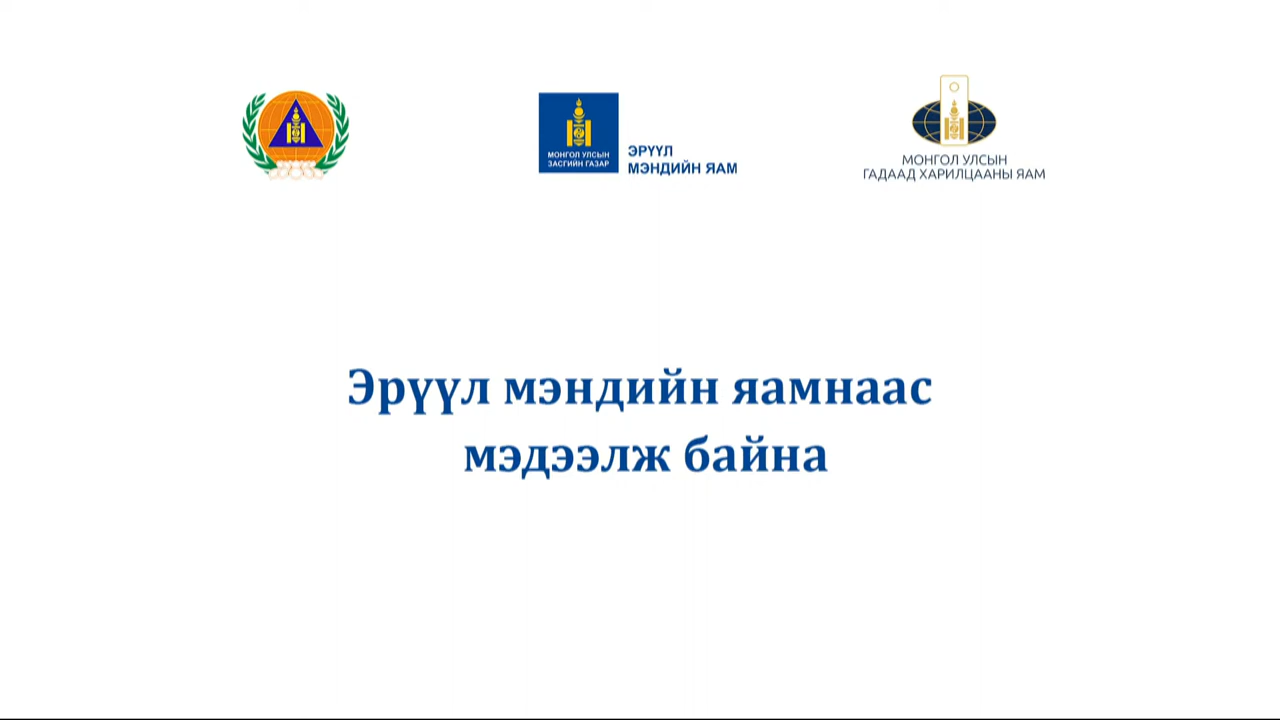 МОНГОЛ УЛСЫН
ЗАСГИЙН ГАЗАР
ЭРҮҮЛ
МЭНДИЙН ЯАМ
МОНГОЛ УЛСЫН
ГАДААД ХАРИЛЦААНЫ ЯАМ
Эрүүл мэндийн яамнаас
мэдээлж байна